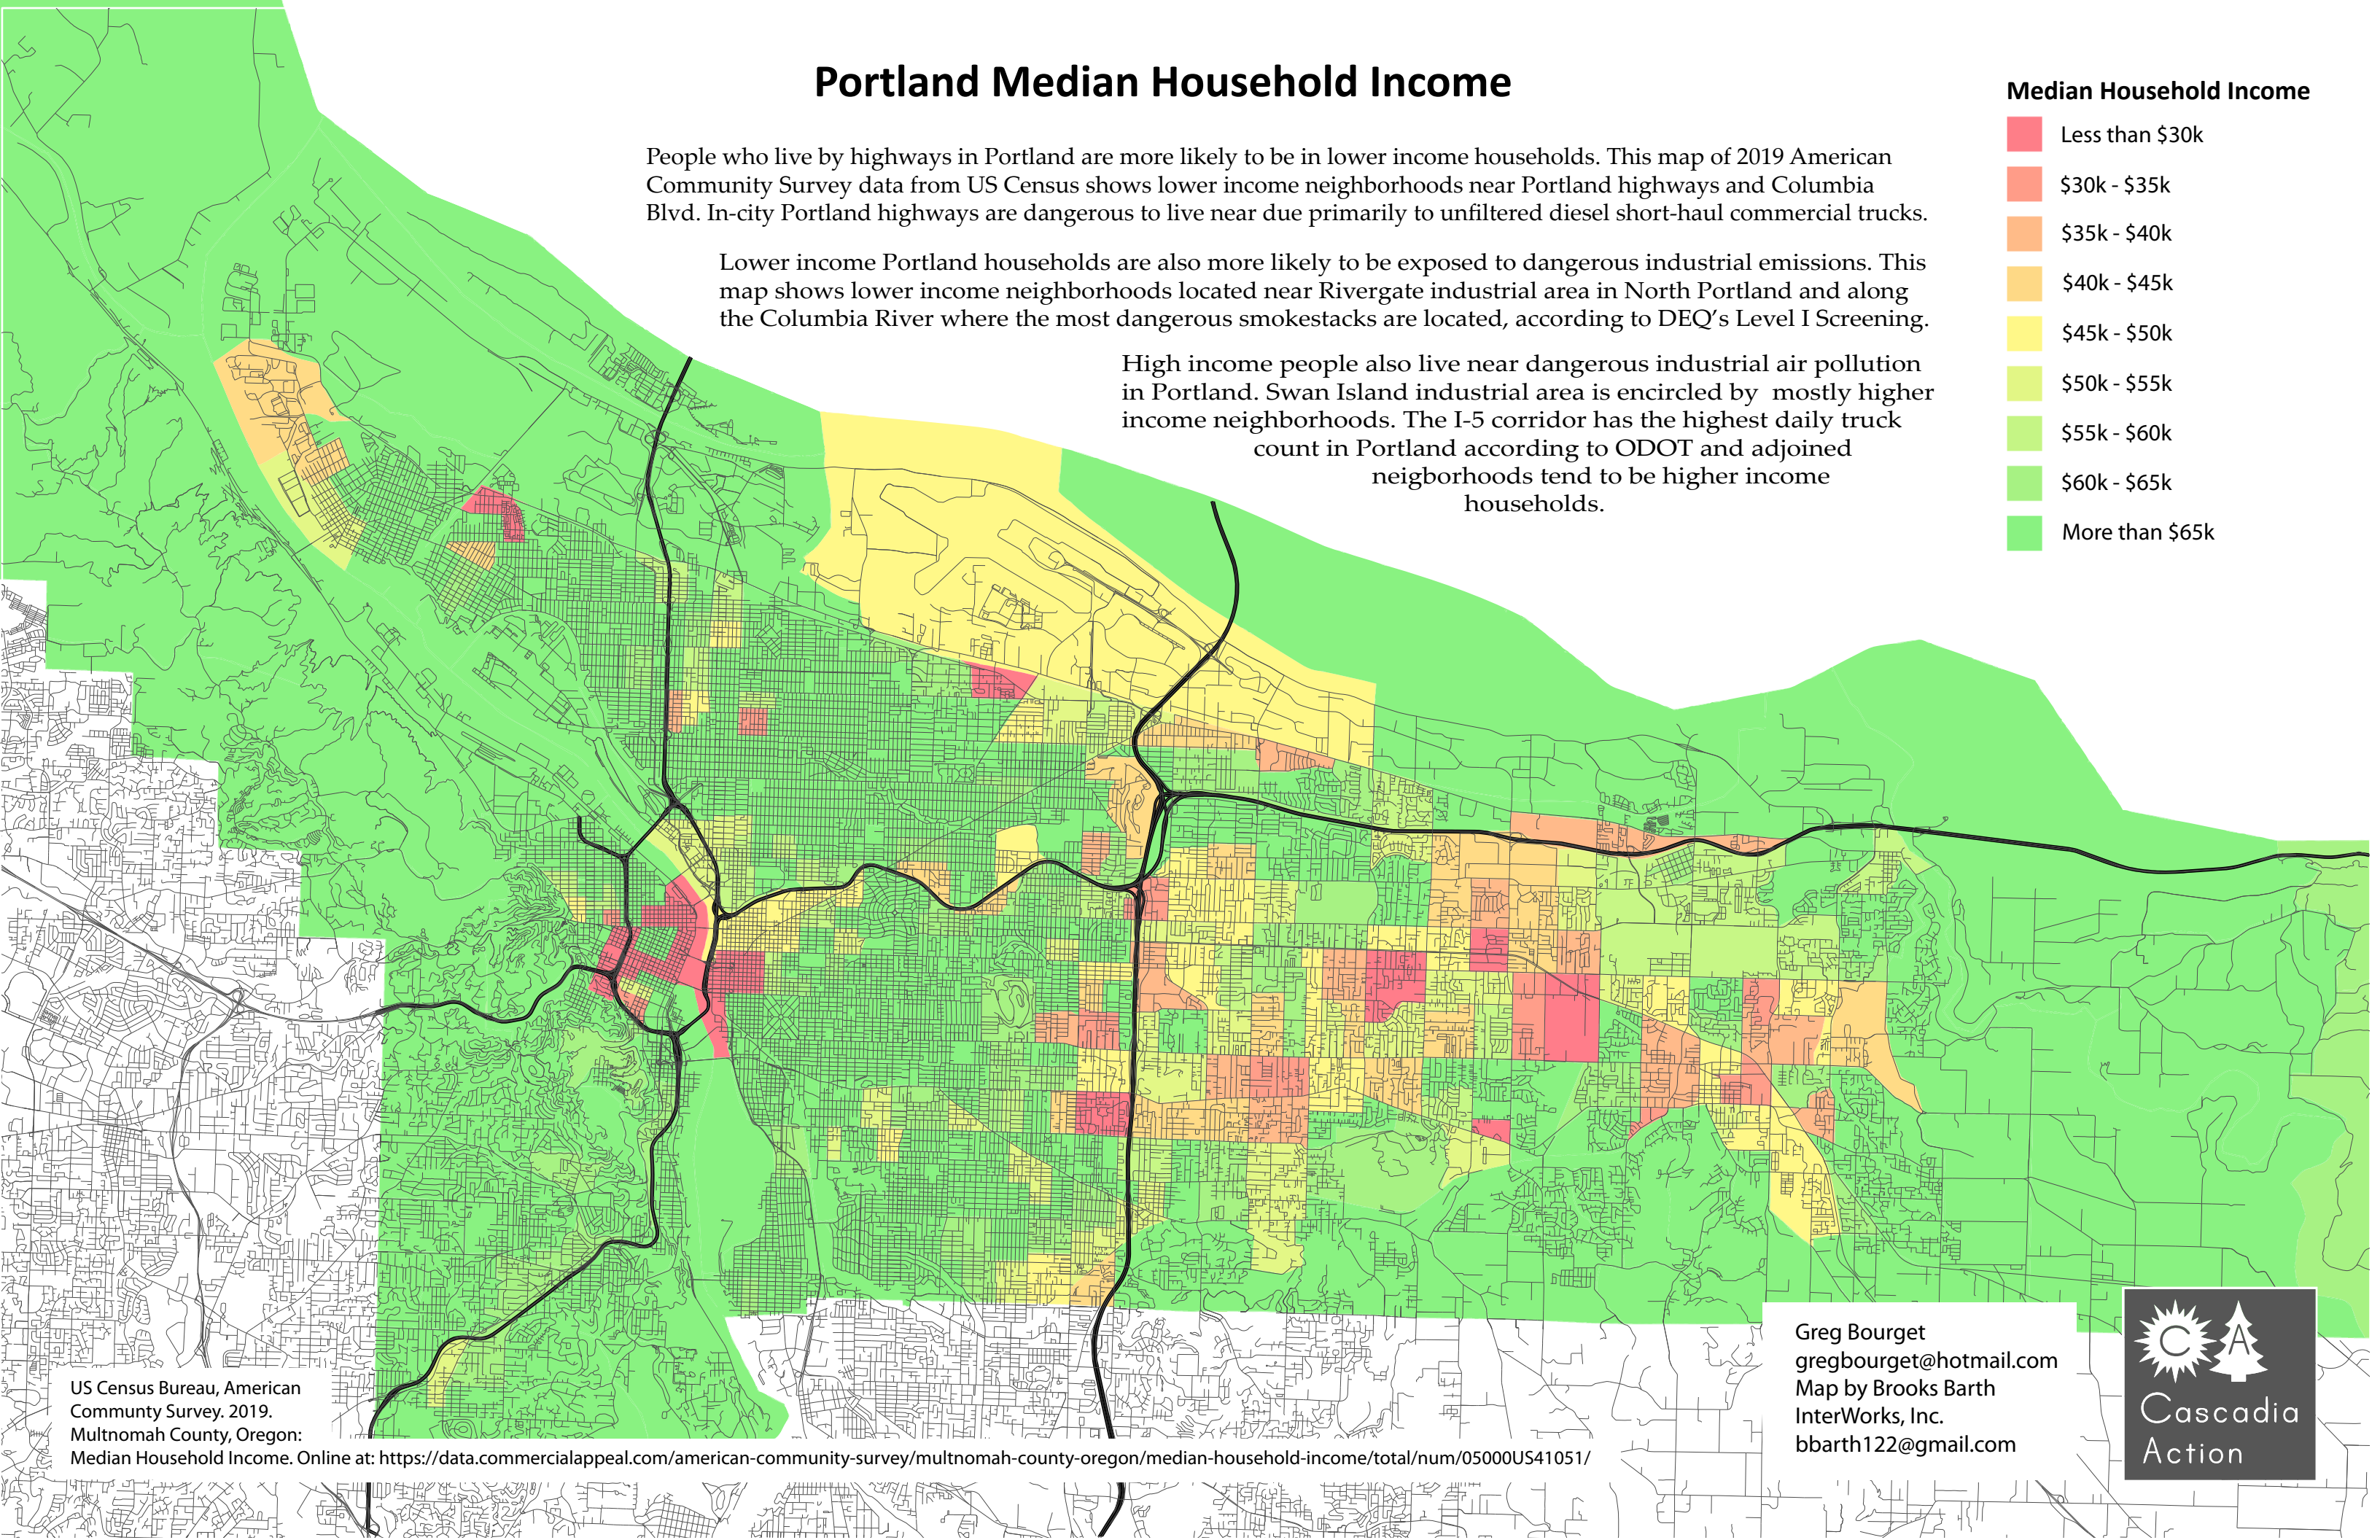 Portland Median Household Income
People who live by highways in Portland are more likely to be in lower income households. This map of 2019 American
Community Survey data from US Census shows lower income neighborhoods near Portland highways and Columbia
Blvd. In-city Portland highways are dangerous to live near due primarily to unfiltered diesel short-haul commercial trucks.
Lower income Portland households are also more likely to be exposed to dangerous industrial emissions. This
map shows lower income neighborhoods located near Rivergate industrial area in North Portland and along
the Columbia River where the most dangerous smokestacks are located, according to DEQ's Level I Screening.
High income people also live near dangerous industrial air pollution
in Portland. Swan Island industrial area is encircled by  mostly higher
income neighborhoods. The I-5 corridor has the highest daily truck
count in Portland according to ODOT and adjoined
neigborhoods tend to be higher income
households.
Median Household Income
Less than $30k
$30k - $35k
$35k - $40k
$40k - $45k
$45k - $50k
$50k - $55k
$55k - $60k
$60k - $65k
More than $65k
US Census Bureau, American
Communty Survey. 2019.
Multnomah County, Oregon:
Median Household Income. Online at: https://data.commercialappeal.com/american-community-survey/multnomah-county-oregon/median-household-income/total/num/05000US41051/
Greg Bourget
gregbourget@hotmail.com
Map by Brooks Barth
InterWorks, Inc.
bbarth122@gmail.com
C A
Cascadia
Action